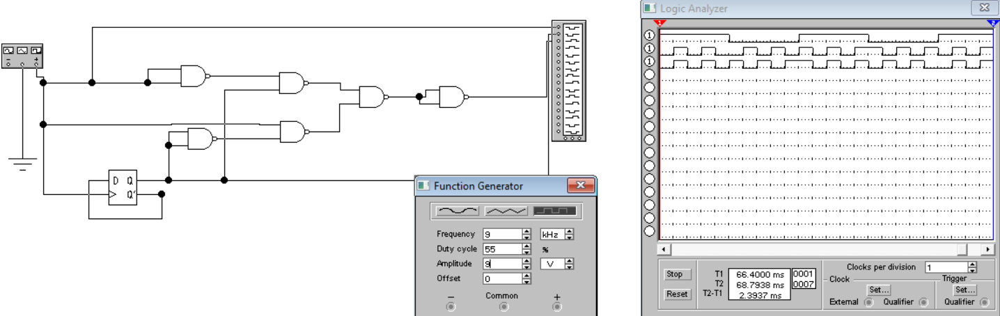 Logic Analyzer
1 2
1
1
1
D Q
Q'
Function Generator
Frequency 9 kHz
Duty cycle 55 %
Amplitude 9 V
Offset 0
− Common +
Stop
Reset
T1 66.4000 ms 0001
T2 68.7938 ms 0007
T2-T1 2.3937 ms
Clocks per division 1
Clock
Set...
External Qualifier
Trigger
Set...
Qualifier